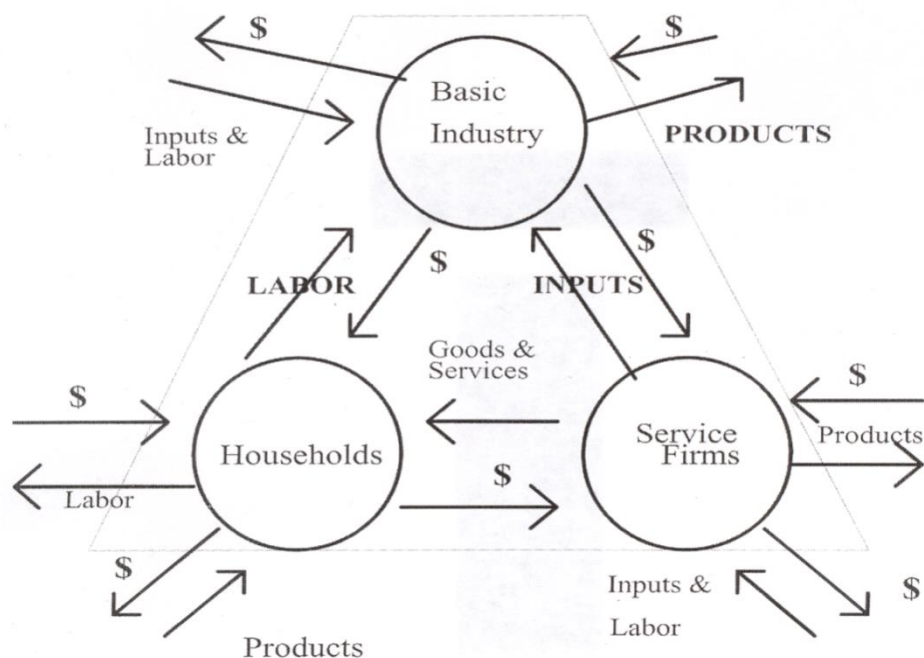 $
$
Basic
Industry
Inputs &
Labor
PRODUCTS
$
$
LABOR
INPUTS
Goods &
Services
$
$
Households
Service
Firms
Products
$
Labor
$
$
Inputs &
Labor
Products